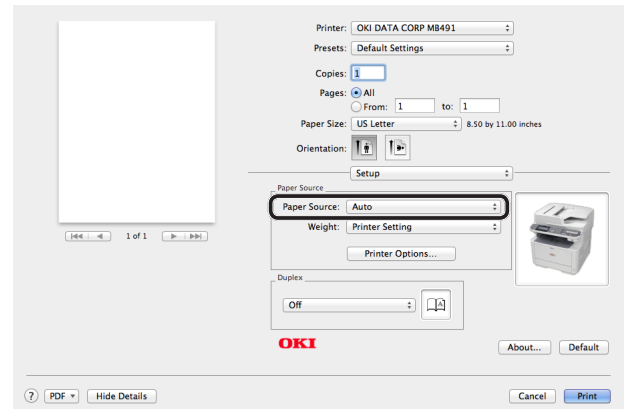 Printer: OKI DATA CORP MB491
Presets: Default Settings
Copies: 1
Pages: All
From: 1 to: 1
Paper Size: US Letter 8.50 by 11.00 inches
Orientation:
Setup
Paper Source
Paper Source: Auto
Weight: Printer Setting
1 of 1
Printer Options...
Duplex
Off
A
OKI
About... Default
? PDF Hide Details Cancel Print